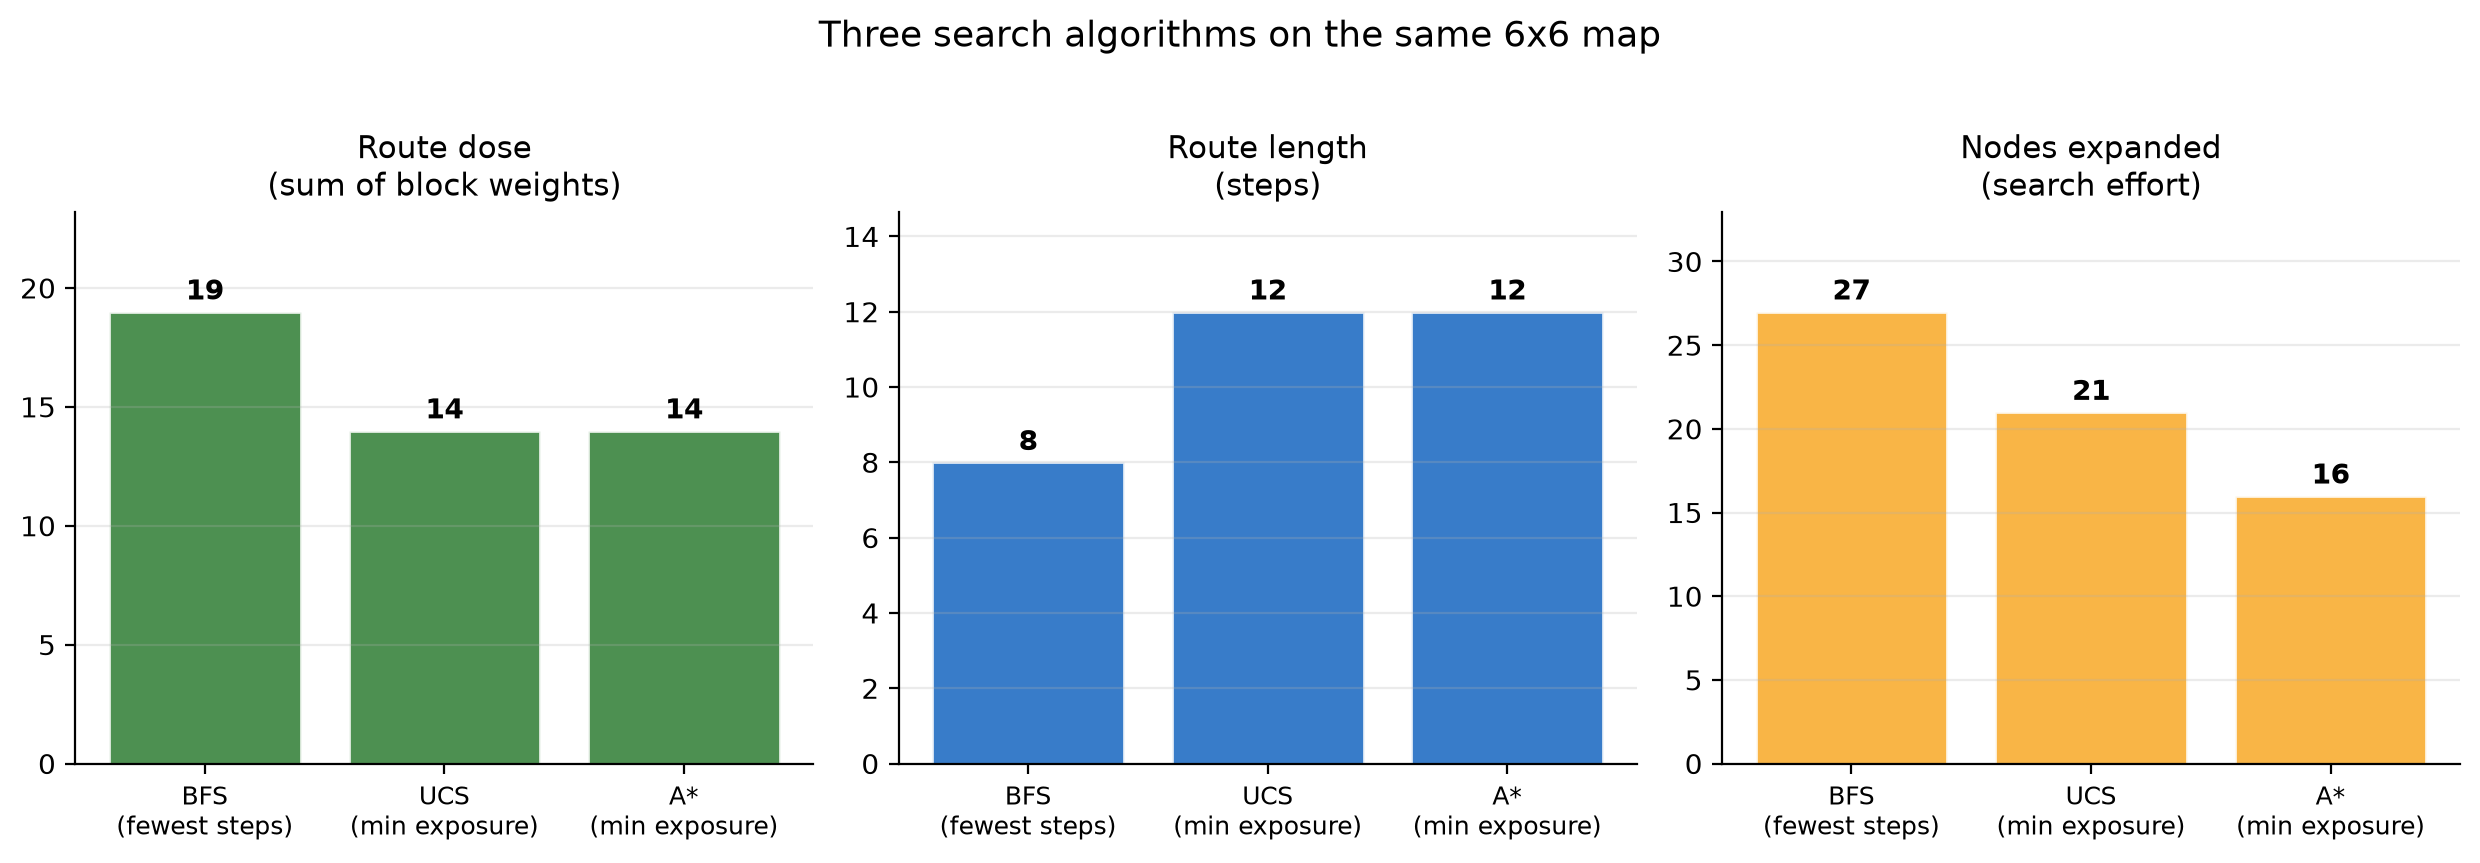 Three search algorithms on the same 6x6 map
Route dose
(sum of block weights)
20
15
10
5
0
19
14
14
BFS
(fewest steps)
UCS
(min exposure)
A*
(min exposure)
Route length
(steps)
14
12
10
8
6
4
2
0
8
12
12
BFS
(fewest steps)
UCS
(min exposure)
A*
(min exposure)
Nodes expanded
(search effort)
30
25
20
15
10
5
0
27
21
16
BFS
(fewest steps)
UCS
(min exposure)
A*
(min exposure)